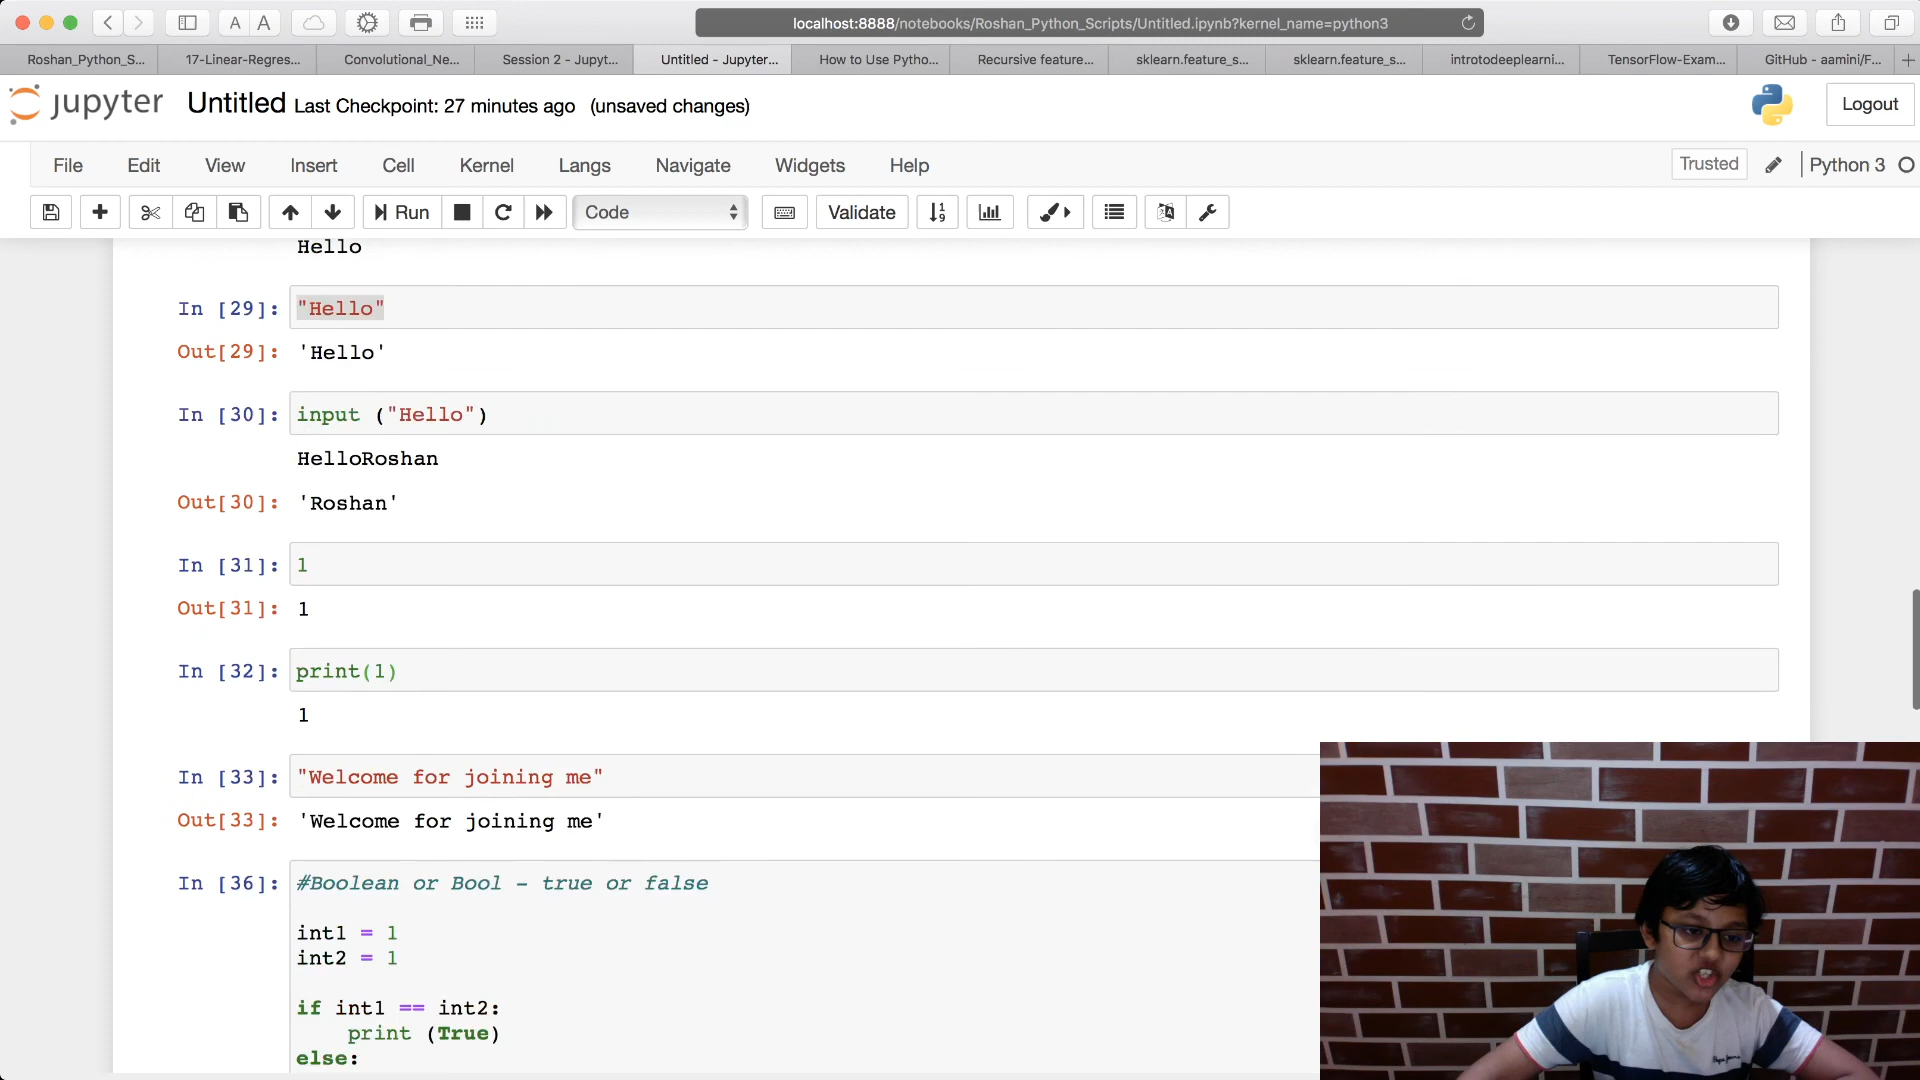 A A
localhost:8888/notebooks/Roshan_Python_Scripts/Untitled.ipynb?kernel_name=python3
Roshan_Python_S... 17-Linear-Regres... Convolutional_Ne... Session 2 - Jupyt... Untitled - Jupyter... How to Use Pytho... Recursive feature... sklearn.feature_s... sklearn.feature_s... introtodeeplearni... TensorFlow-Exam... GitHub - aamini/F...
jupyter Untitled Last Checkpoint: 27 minutes ago (unsaved changes) Logout
File Edit View Insert Cell Kernel Langs Navigate Widgets Help Trusted Python 3
Run Code Validate
Hello
In [29]: "Hello"
Out[29]: 'Hello'
In [30]: input ("Hello")
HelloRoshan
Out[30]: 'Roshan'
In [31]: 1
Out[31]: 1
In [32]: print(1)
1
In [33]: "Welcome for joining me"
Out[33]: 'Welcome for joining me'
In [36]: #Boolean or Bool - true or false
int1 = 1
int2 = 1
if int1 == int2:
print (True)
else: